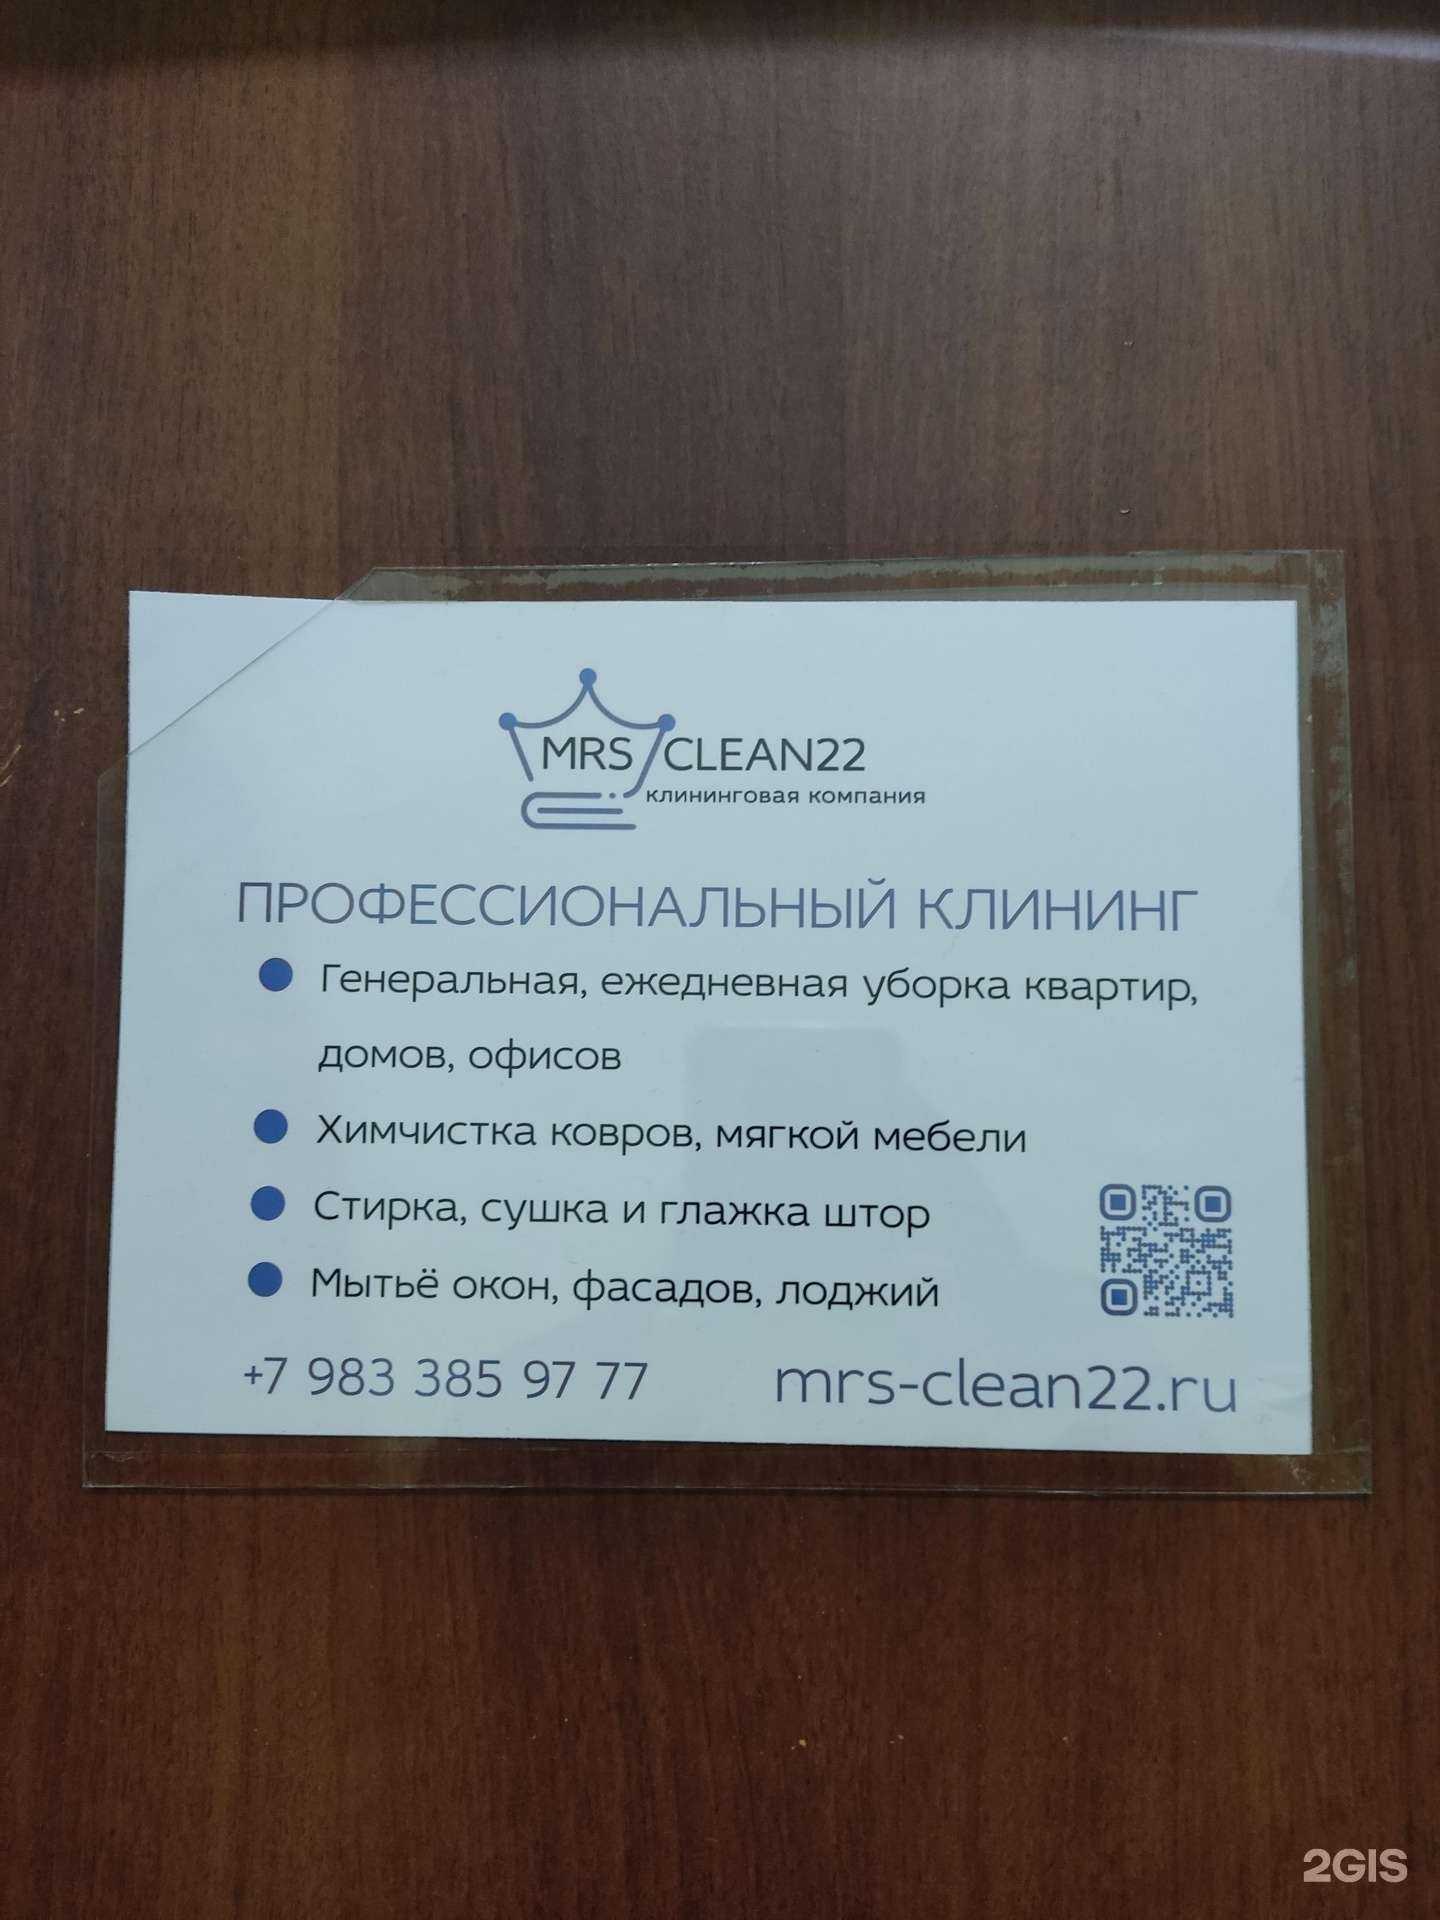 MRS CLEAN22
клининговая компания
ПРОФЕССИОНАЛЬНЫЙ КЛИНИНГ
Генеральная, ежедневная уборка квартир,
домов, офисов
Химчистка ковров, мягкой мебели
Стирка, сушка и глажка штор
Мытьё окон, фасадов, лоджий
+7 983 385 97 77
mrs-clean22.ru
2GIS